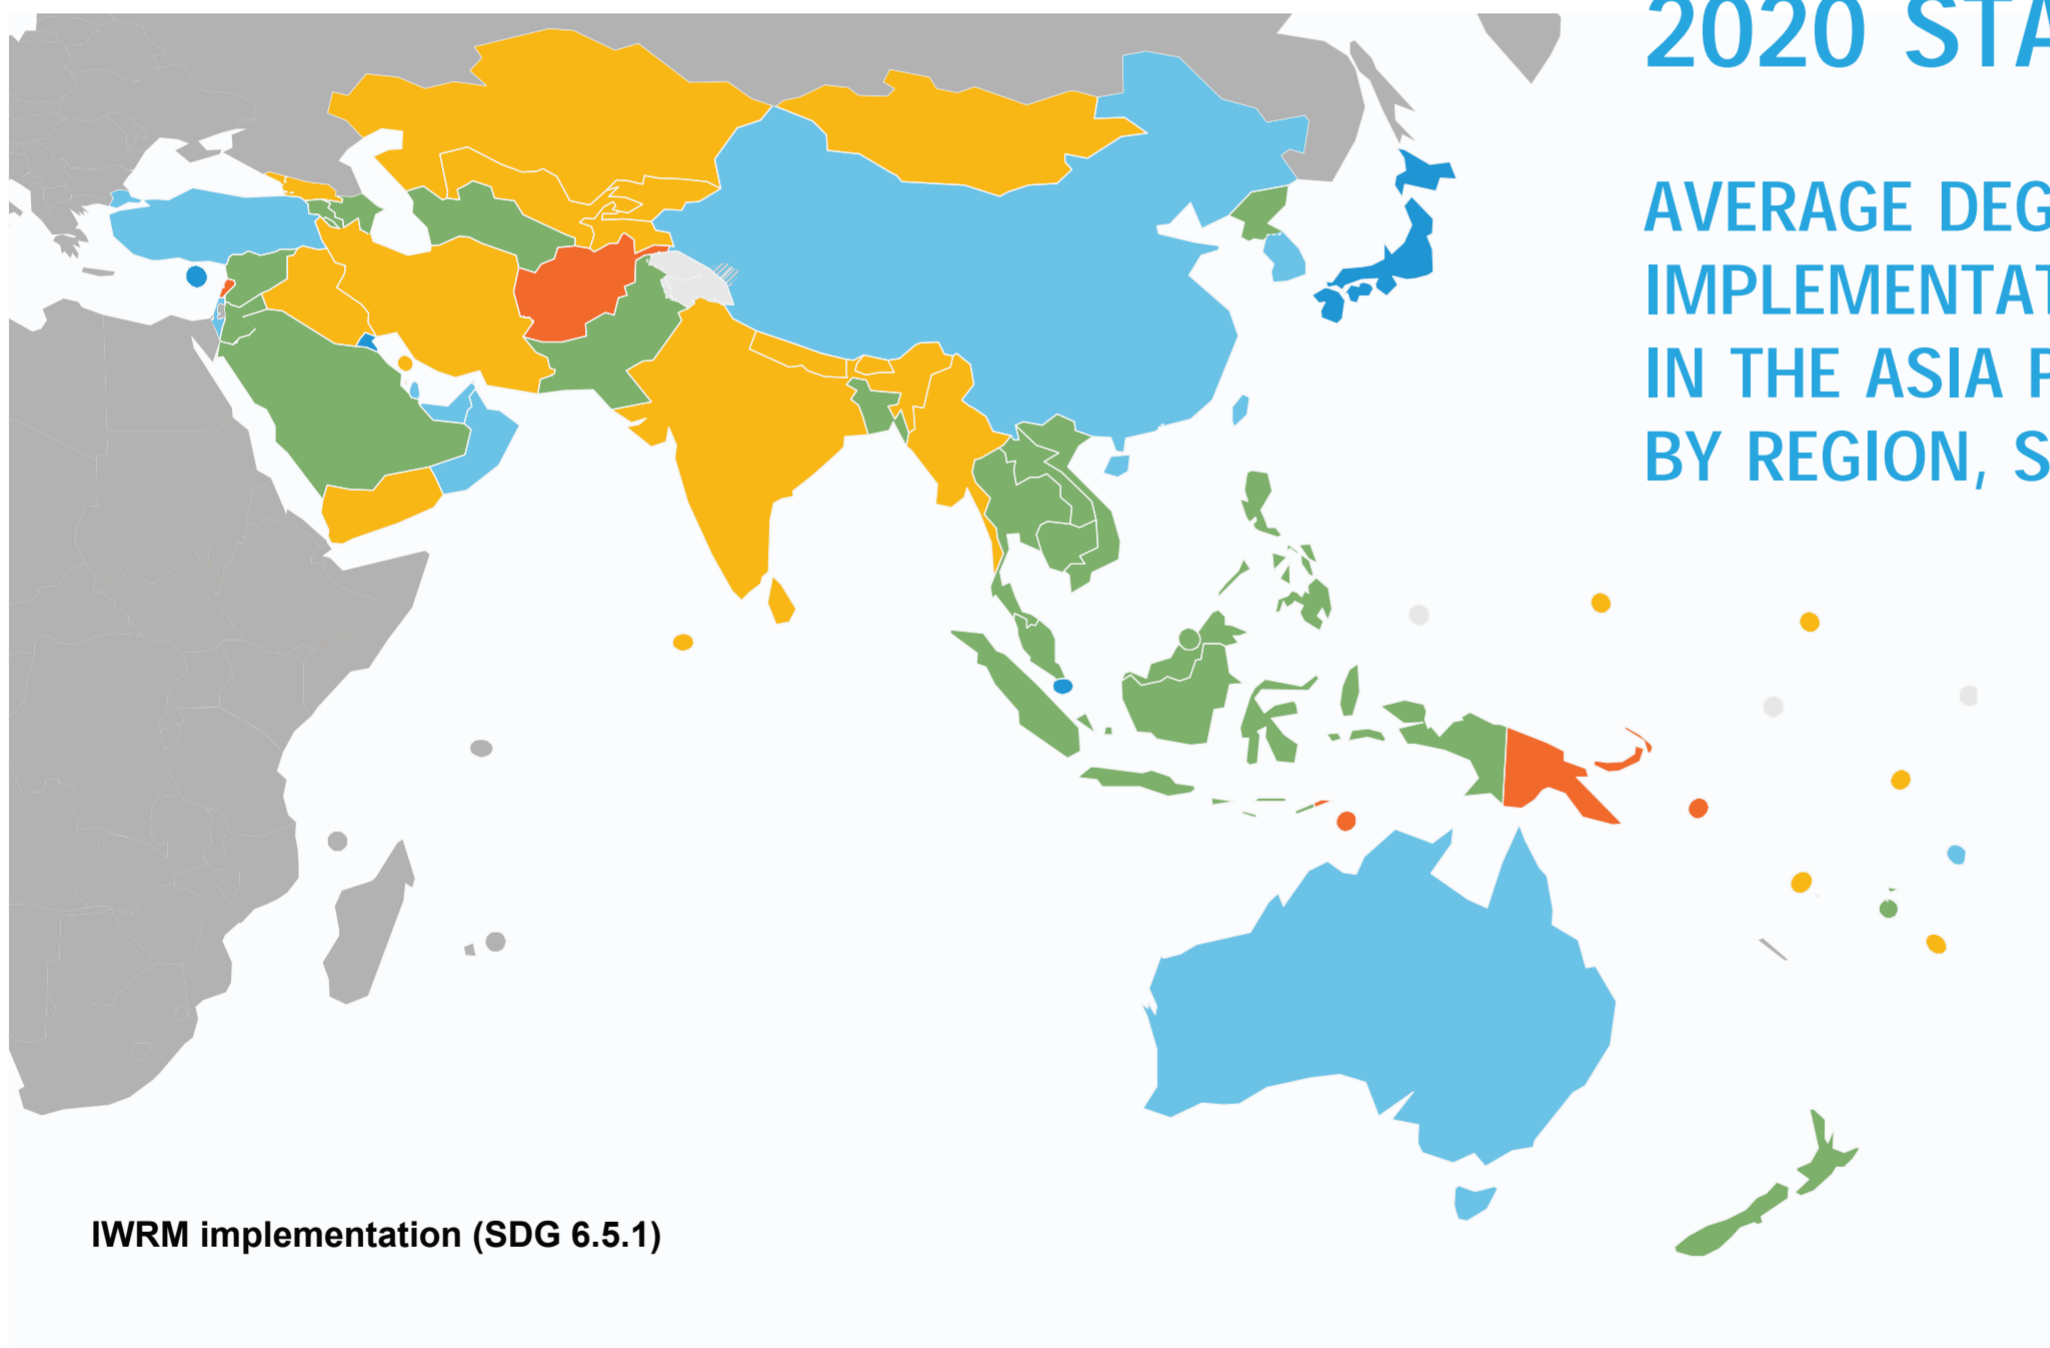 2020 STA
AVERAGE DEG
IMPLEMENTAT
IN THE ASIA P
BY REGION, S
IWRM implementation (SDG 6.5.1)